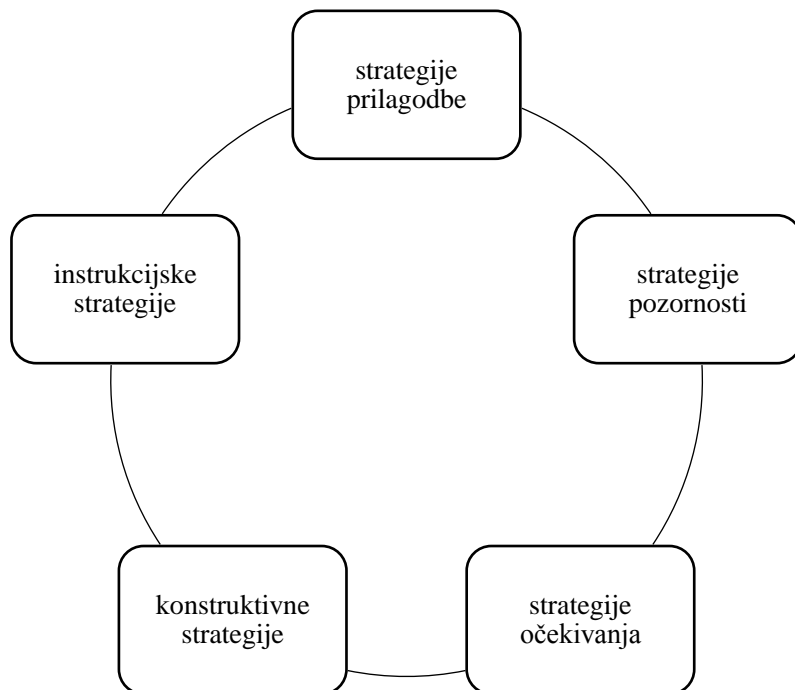 strategije
prilagodbe
strategije
pozornosti
strategije
očekivanja
konstruktivne
strategije
instrukcijske
strategije